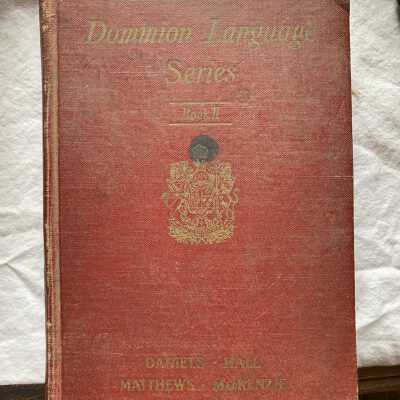 Dominion Language
Series
Book II
DANIELS - HALL
MATTHEWS - McKENZIE